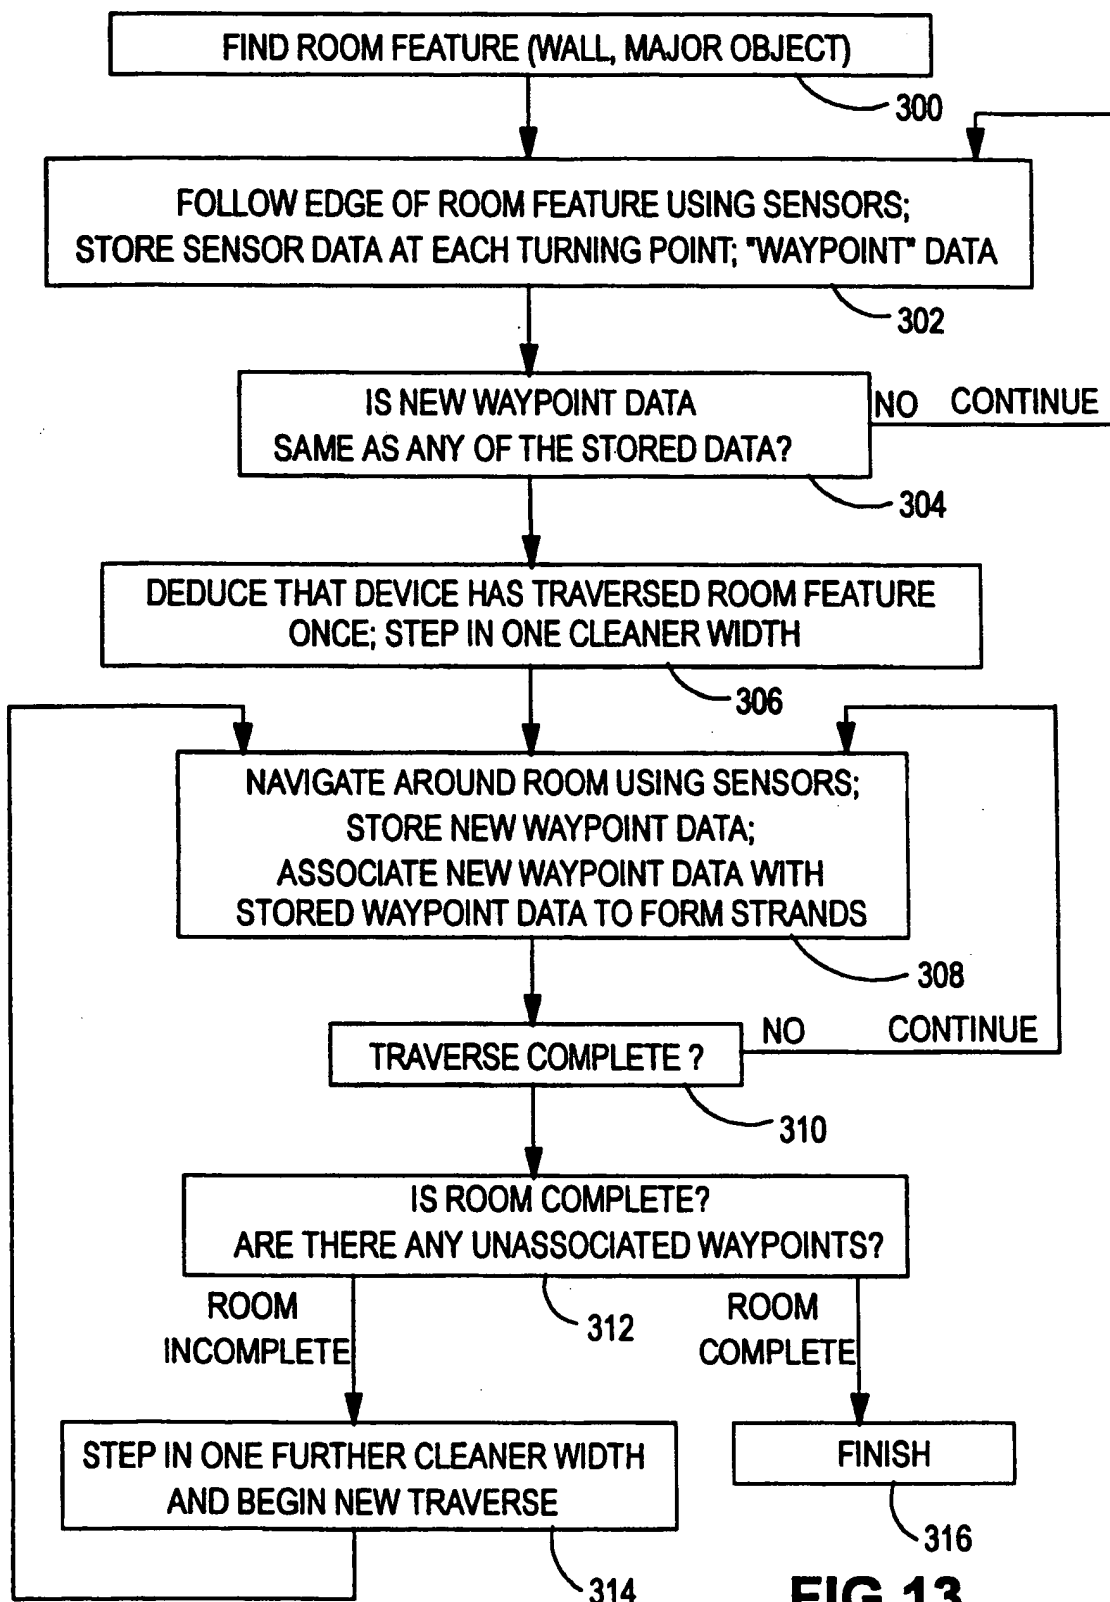 FIND ROOM FEATURE (WALL, MAJOR OBJECT)
300
FOLLOW EDGE OF ROOM FEATURE USING SENSORS;
STORE SENSOR DATA AT EACH TURNING POINT; "WAYPOINT" DATA
302
IS NEW WAYPOINT DATA
SAME AS ANY OF THE STORED DATA?
NO CONTINUE
304
DEDUCE THAT DEVICE HAS TRAVERSED ROOM FEATURE
ONCE; STEP IN ONE CLEANER WIDTH
306
NAVIGATE AROUND ROOM USING SENSORS;
STORE NEW WAYPOINT DATA;
ASSOCIATE NEW WAYPOINT DATA WITH
STORED WAYPOINT DATA TO FORM STRANDS
308
TRAVERSE COMPLETE ?
NO CONTINUE
310
IS ROOM COMPLETE?
ARE THERE ANY UNASSOCIATED WAYPOINTS?
312
ROOM
INCOMPLETE
ROOM
COMPLETE
STEP IN ONE FURTHER CLEANER WIDTH
AND BEGIN NEW TRAVERSE
314
FINISH
316
FIG 13